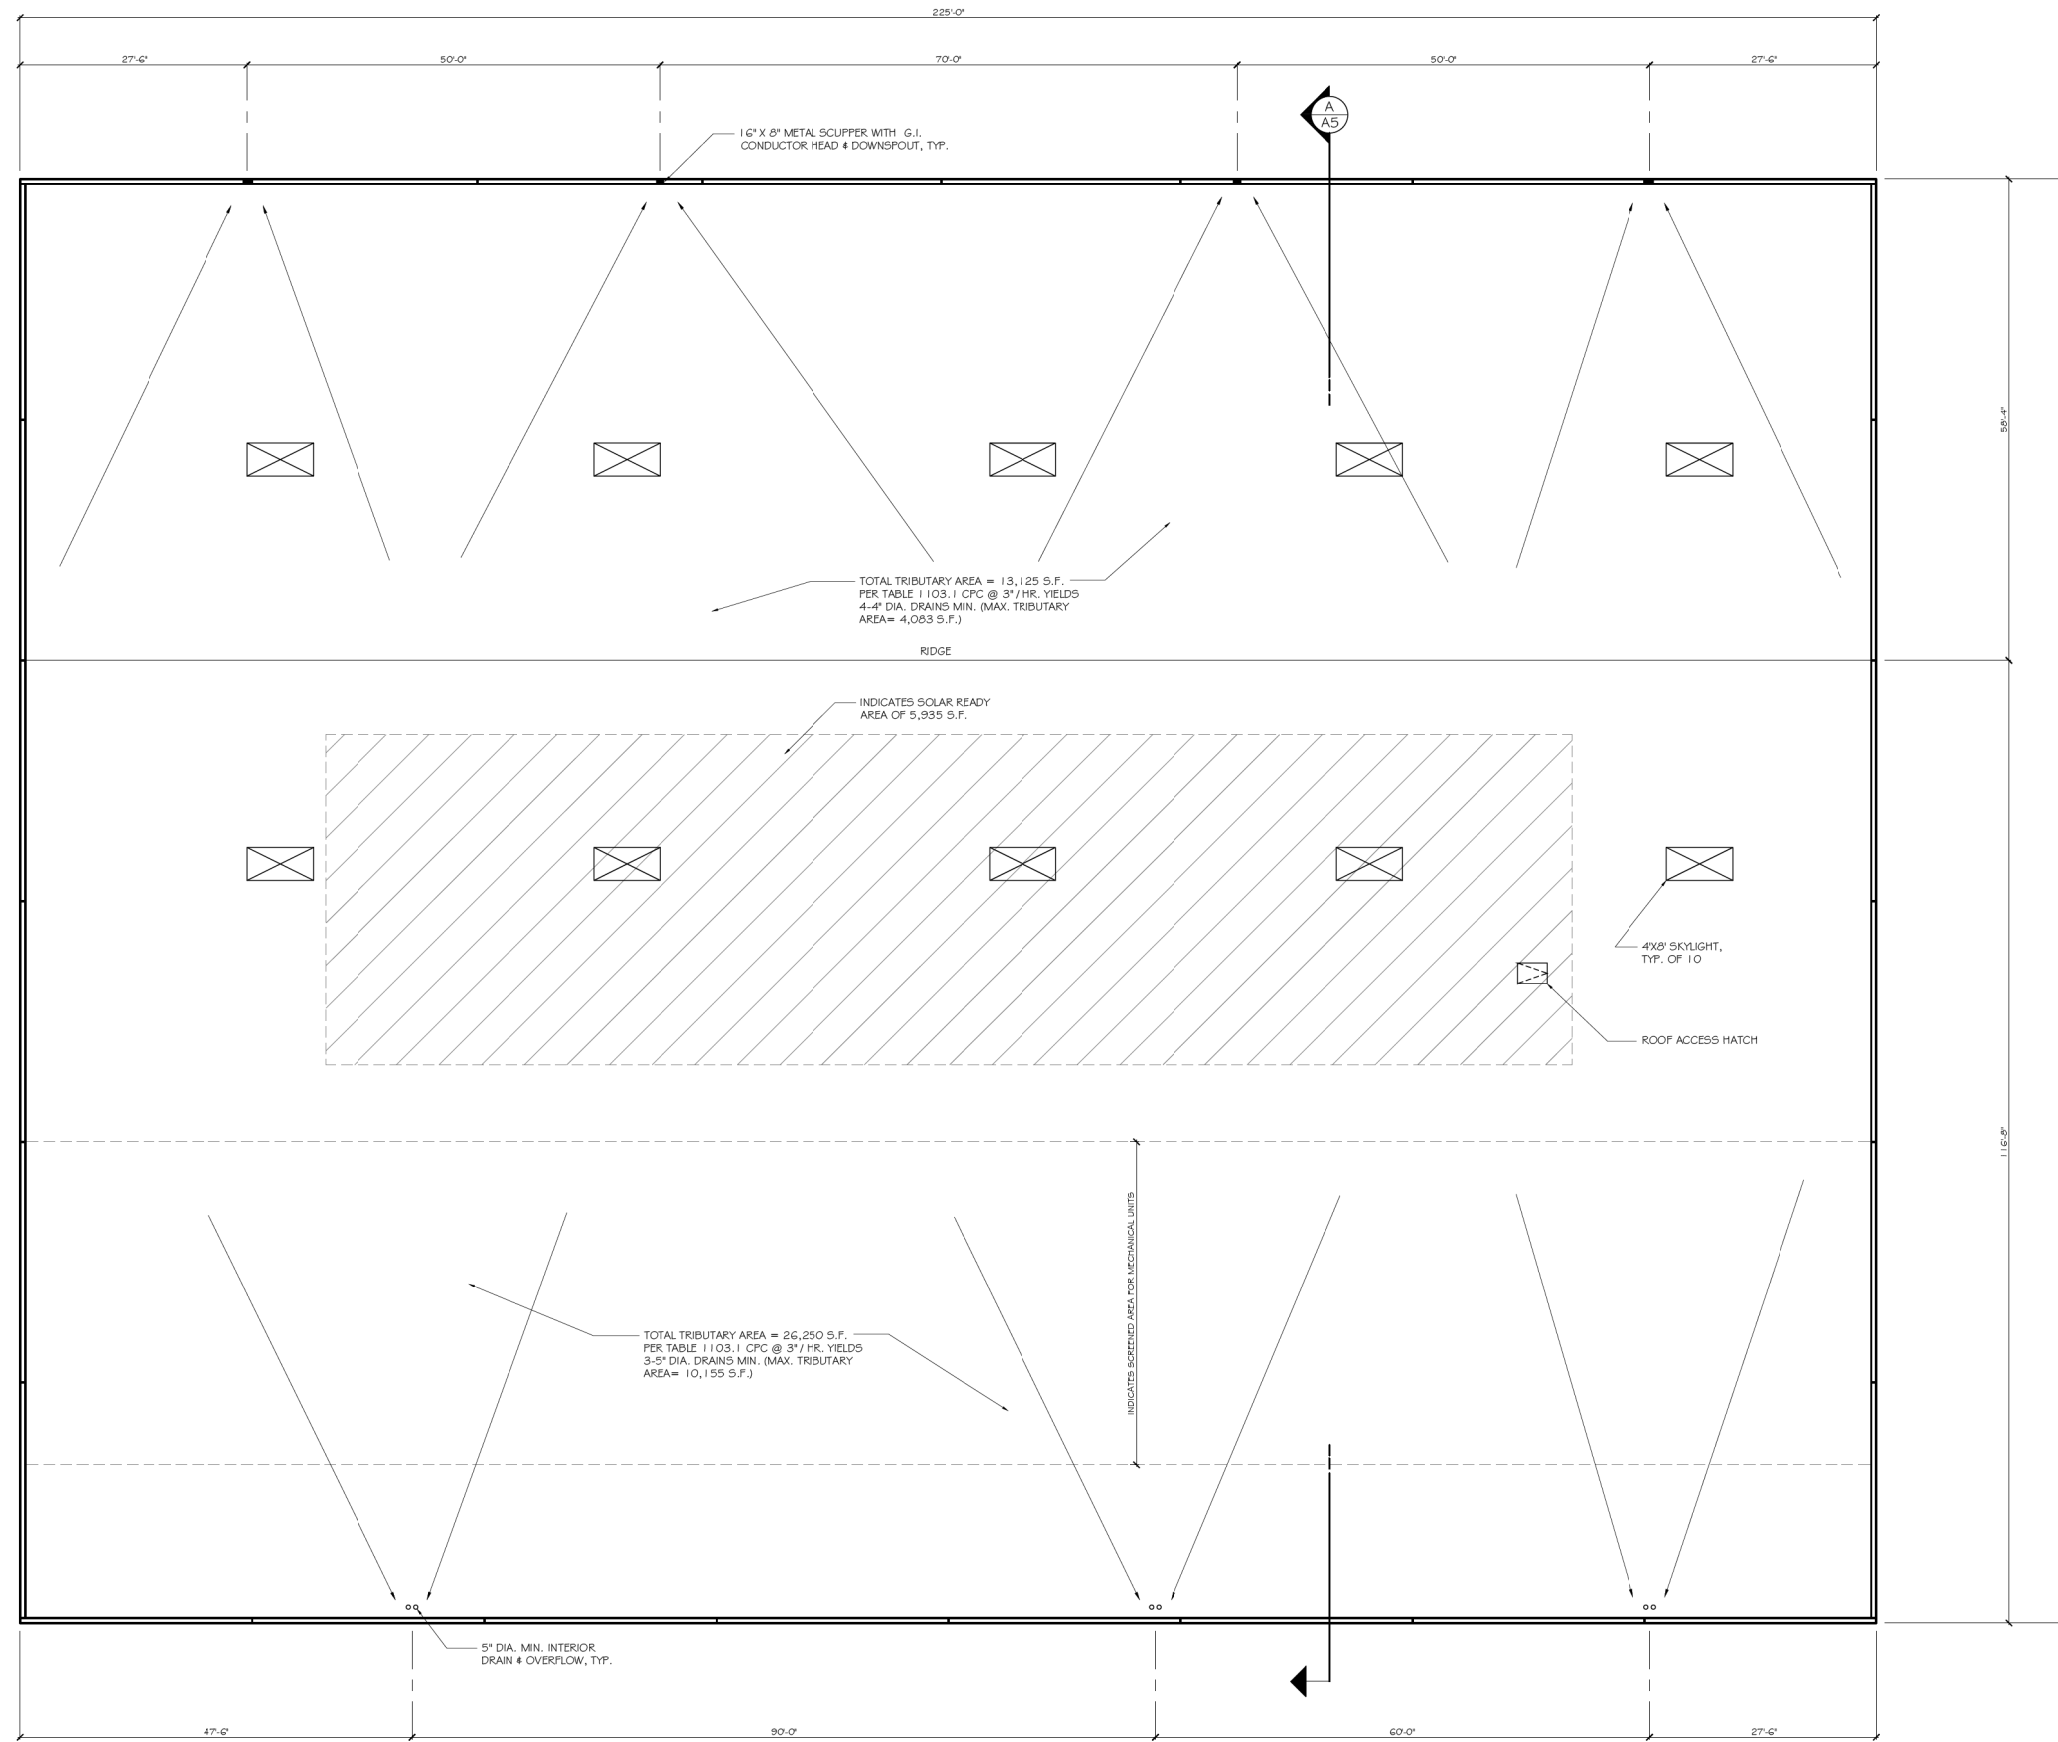 225'-0"
27'-6"
50'-0"
70'-0"
50'-0"
27'-6"
A
A5
16" X 8" METAL SCUPPER WITH G.I.
CONDUCTOR HEAD & DOWNSPOUT, TYP.
58'-4"
TOTAL TRIBUTARY AREA = 13,125 S.F.
PER TABLE 1103.1 CPC @ 3"/HR. YIELDS
4-4" DIA. DRAINS MIN. (MAX. TRIBUTARY
AREA= 4,083 S.F.)
RIDGE
INDICATES SOLAR READY
AREA OF 5,935 S.F.
4'X8' SKYLIGHT,
TYP. OF 10
ROOF ACCESS HATCH
116'-8"
INDICATES SCREENED AREA FOR MECHANICAL UNITS
TOTAL TRIBUTARY AREA = 26,250 S.F.
PER TABLE 1103.1 CPC @ 3"/HR. YIELDS
3-5" DIA. DRAINS MIN. (MAX. TRIBUTARY
AREA= 10,155 S.F.)
5" DIA. MIN. INTERIOR
DRAIN & OVERFLOW, TYP.
47'-6"
90'-0"
60'-0"
27'-6"